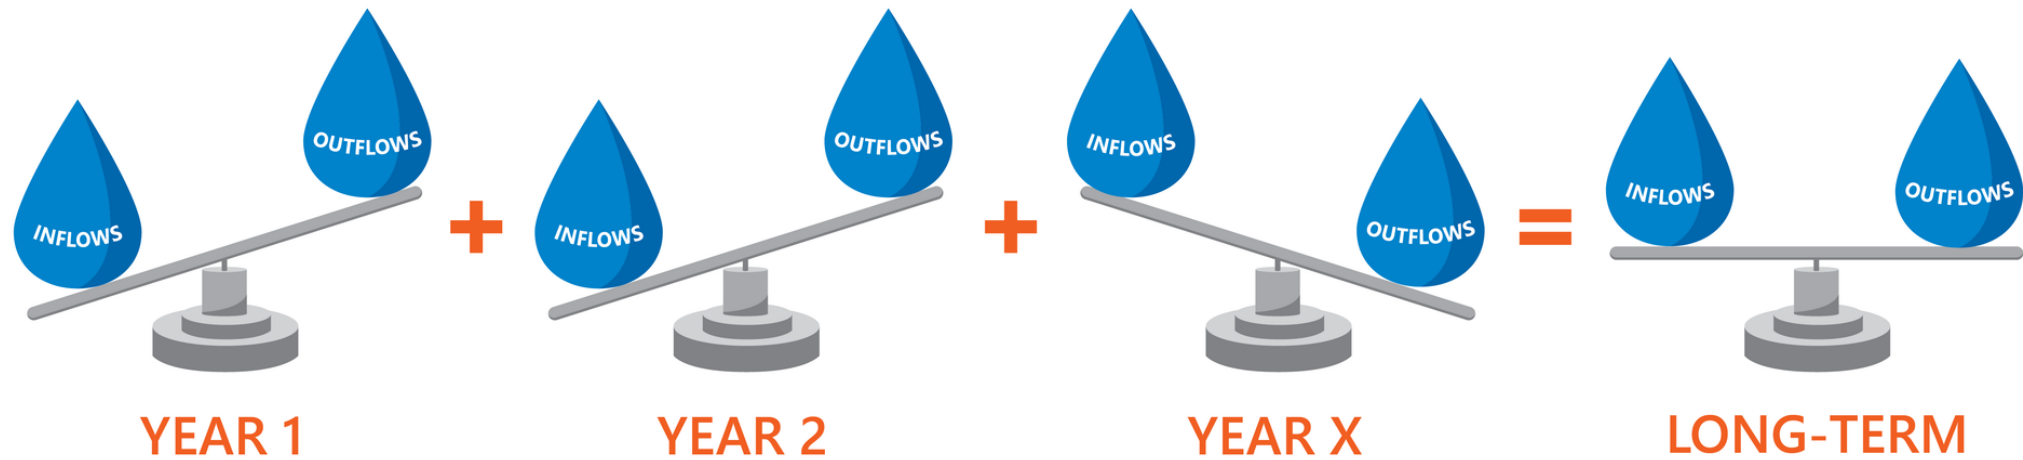 INFLOWS
OUTFLOWS
+
INFLOWS
OUTFLOWS
+
INFLOWS
OUTFLOWS
=
INFLOWS
OUTFLOWS
YEAR 1
YEAR 2
YEAR X
LONG-TERM